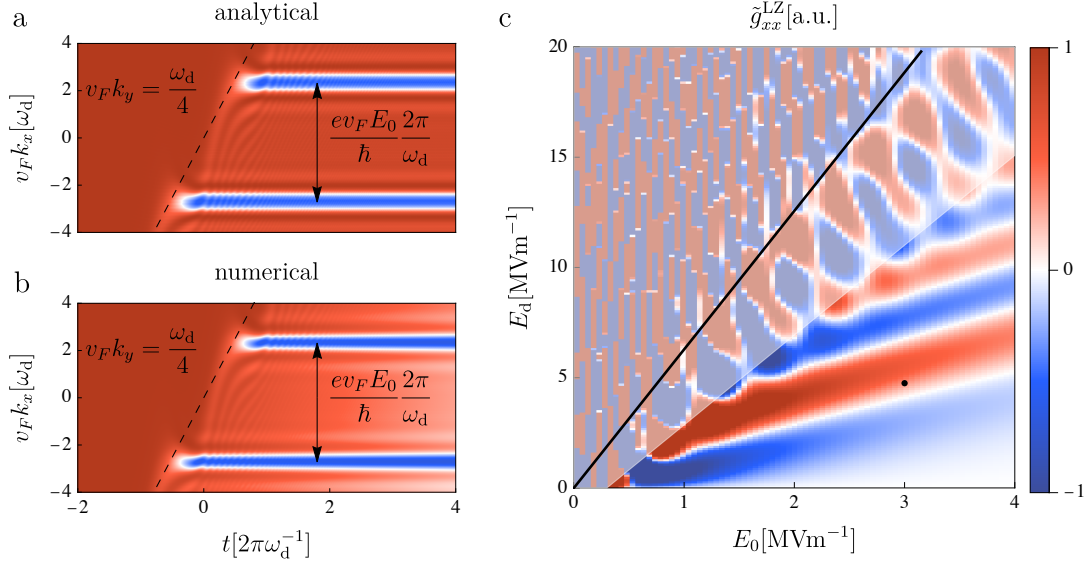 a
analytical
4
2
0
−2
−4
v_F k_x[ω_d]
v_F k_y = ω_d/4
ev_F E_0/ħ 2π/ω_d
b
numerical
4
2
0
−2
−4
v_F k_x[ω_d]
v_F k_y = ω_d/4
ev_F E_0/ħ 2π/ω_d
−2
0
2
4
t[2πω_d^{−1}]
c
g̃_{xx}^{LZ}[a.u.]
20
15
10
5
0
E_d[MVm^{−1}]
0
1
2
3
4
E_0[MVm^{−1}]
1
0
-1